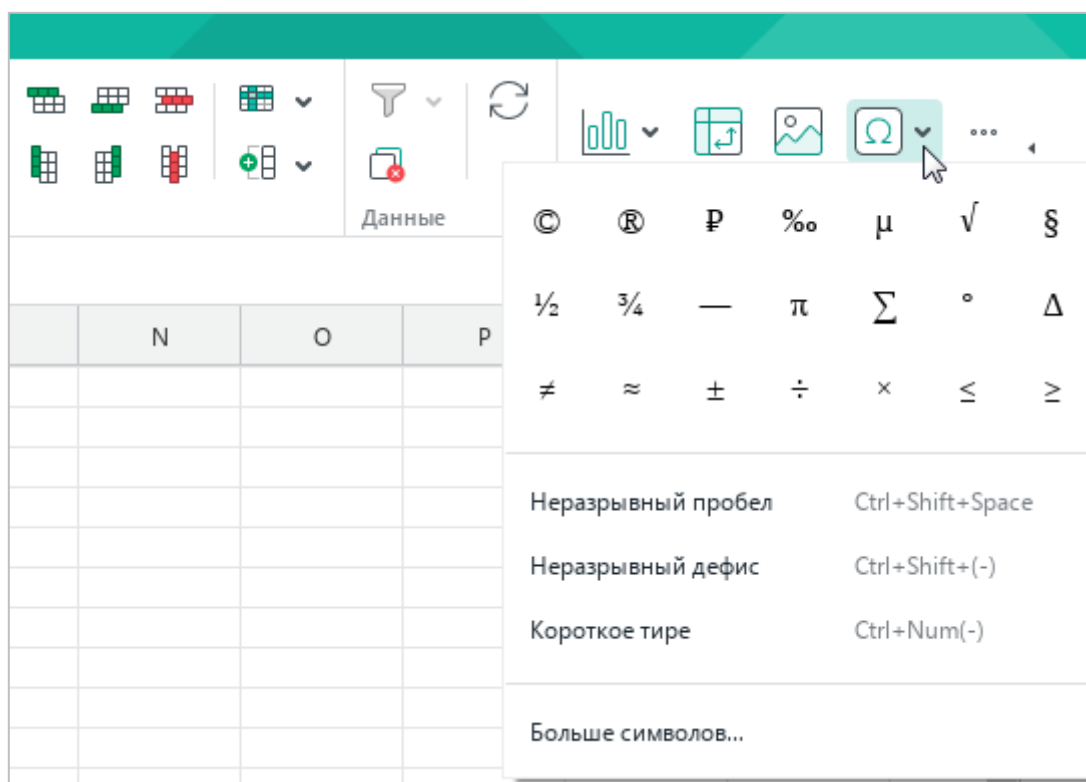 Ω
Данные
N O P
© ® ₽ ‰ µ √ §
½ ¾ — π ∑ ° Δ
≠ ≈ ± ÷ × ≤ ≥
Неразрывный пробел Ctrl+Shift+Space
Неразрывный дефис Ctrl+Shift+(-)
Короткое тире Ctrl+Num(-)
Больше символов...